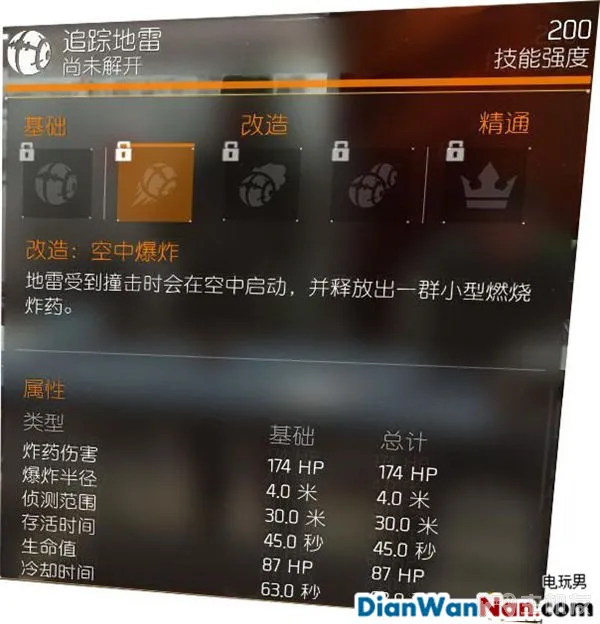 追踪地雷
尚未解开
200
技能强度
基础
改造
精通
改造：空中爆炸
地雷受到撞击时会在空中启动，并释放出一群小型燃烧
炸药。
属性
类型 基础 总计
炸药伤害 174 HP 174 HP
爆炸半径 4.0 米 4.0 米
侦测范围 30.0 米 30.0 米
存活时间 45.0 秒 45.0 秒
生命值 87 HP 87 HP
冷却时间 63.0 秒
电玩男
DianWanNan.com